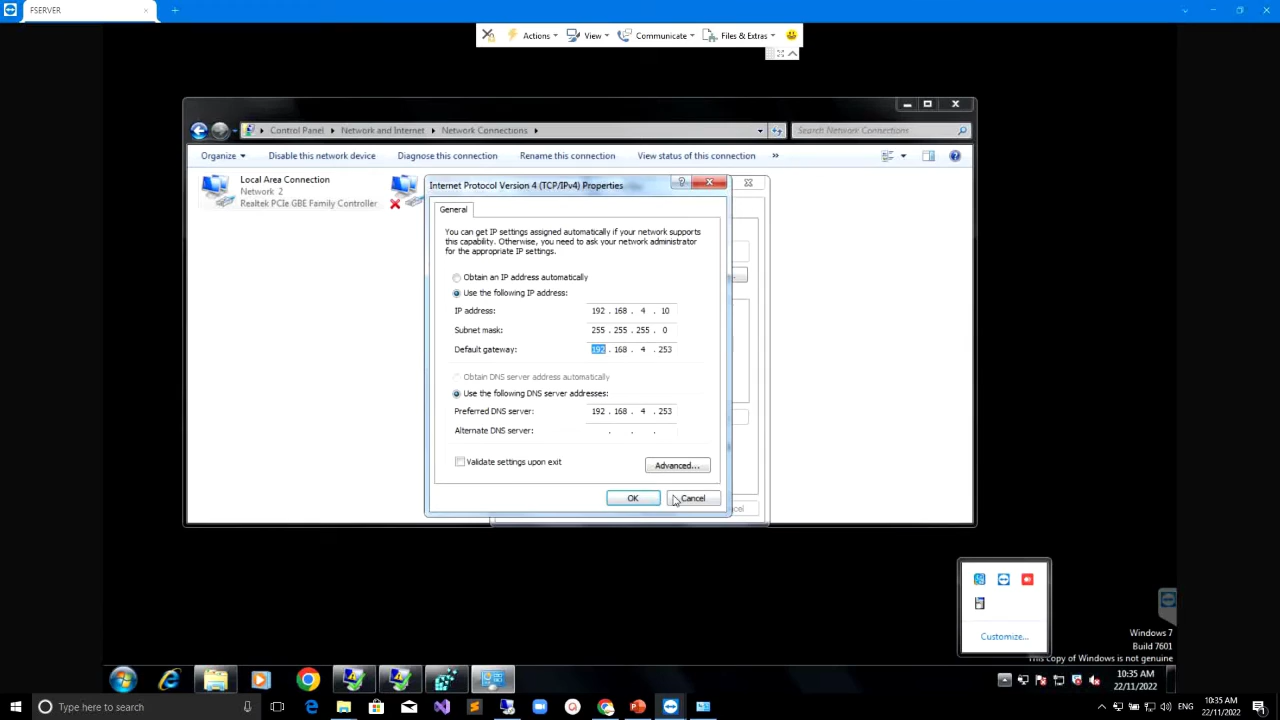 FSERVER
Actions
View
Communicate
Files & Extras
Control Panel
Network and Internet
Network Connections
Search Network Connections
Organize
Disable this network device
Diagnose this connection
Rename this connection
View status of this connection
»
Local Area Connection
Network 2
Realtek PCIe GBE Family Controller
Internet Protocol Version 4 (TCP/IPv4) Properties
General
You can get IP settings assigned automatically if your network supports
this capability. Otherwise, you need to ask your network administrator
for the appropriate IP settings.
Obtain an IP address automatically
Use the following IP address:
IP address: 192 . 168 . 4 . 10
Subnet mask: 255 . 255 . 255 . 0
Default gateway: 192 . 168 . 4 . 253
Obtain DNS server address automatically
Use the following DNS server addresses:
Preferred DNS server: 192 . 168 . 4 . 253
Alternate DNS server: . . .
Validate settings upon exit
Advanced...
OK
Cancel
Customize...
Windows 7
Build 7601
This copy of Windows is not genuine
10:35 AM
22/11/2022
Type here to search
ENG
10:35 AM
22/11/2022